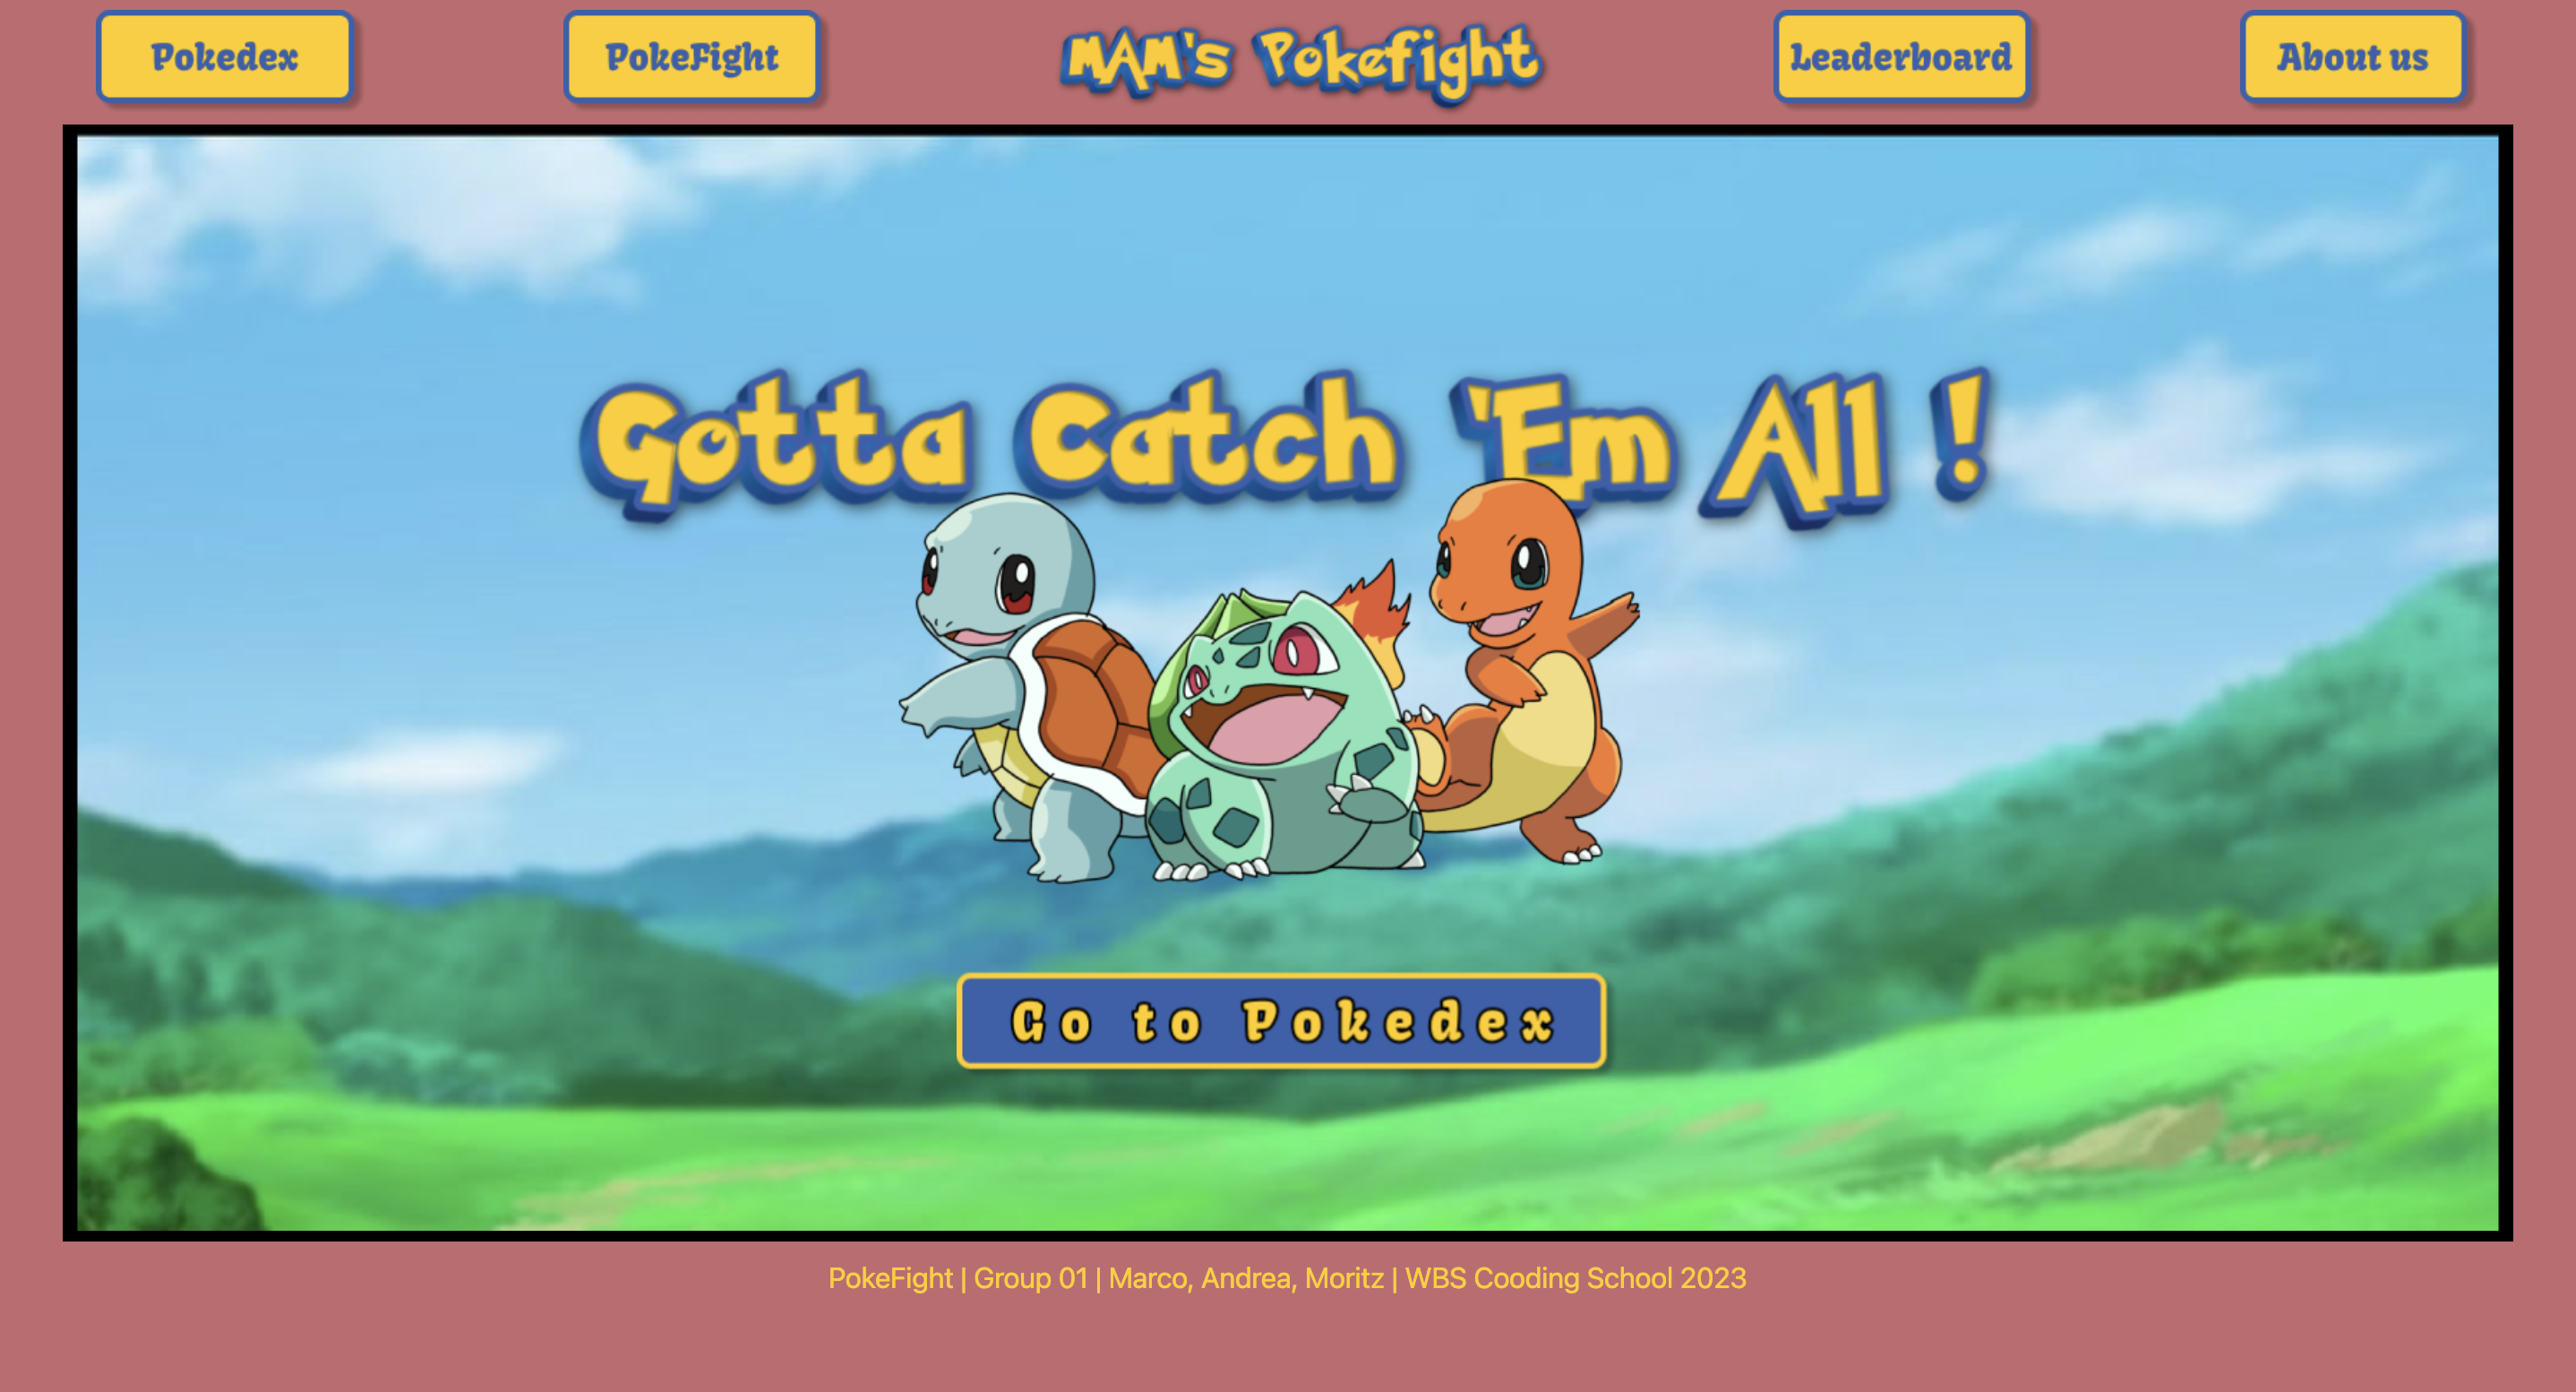 Pokedex
PokeFight
MAM's Pokefight
Leaderboard
About us
Gotta Catch 'Em All !
Go to Pokedex
PokeFight | Group 01 | Marco, Andrea, Moritz | WBS Cooding School 2023